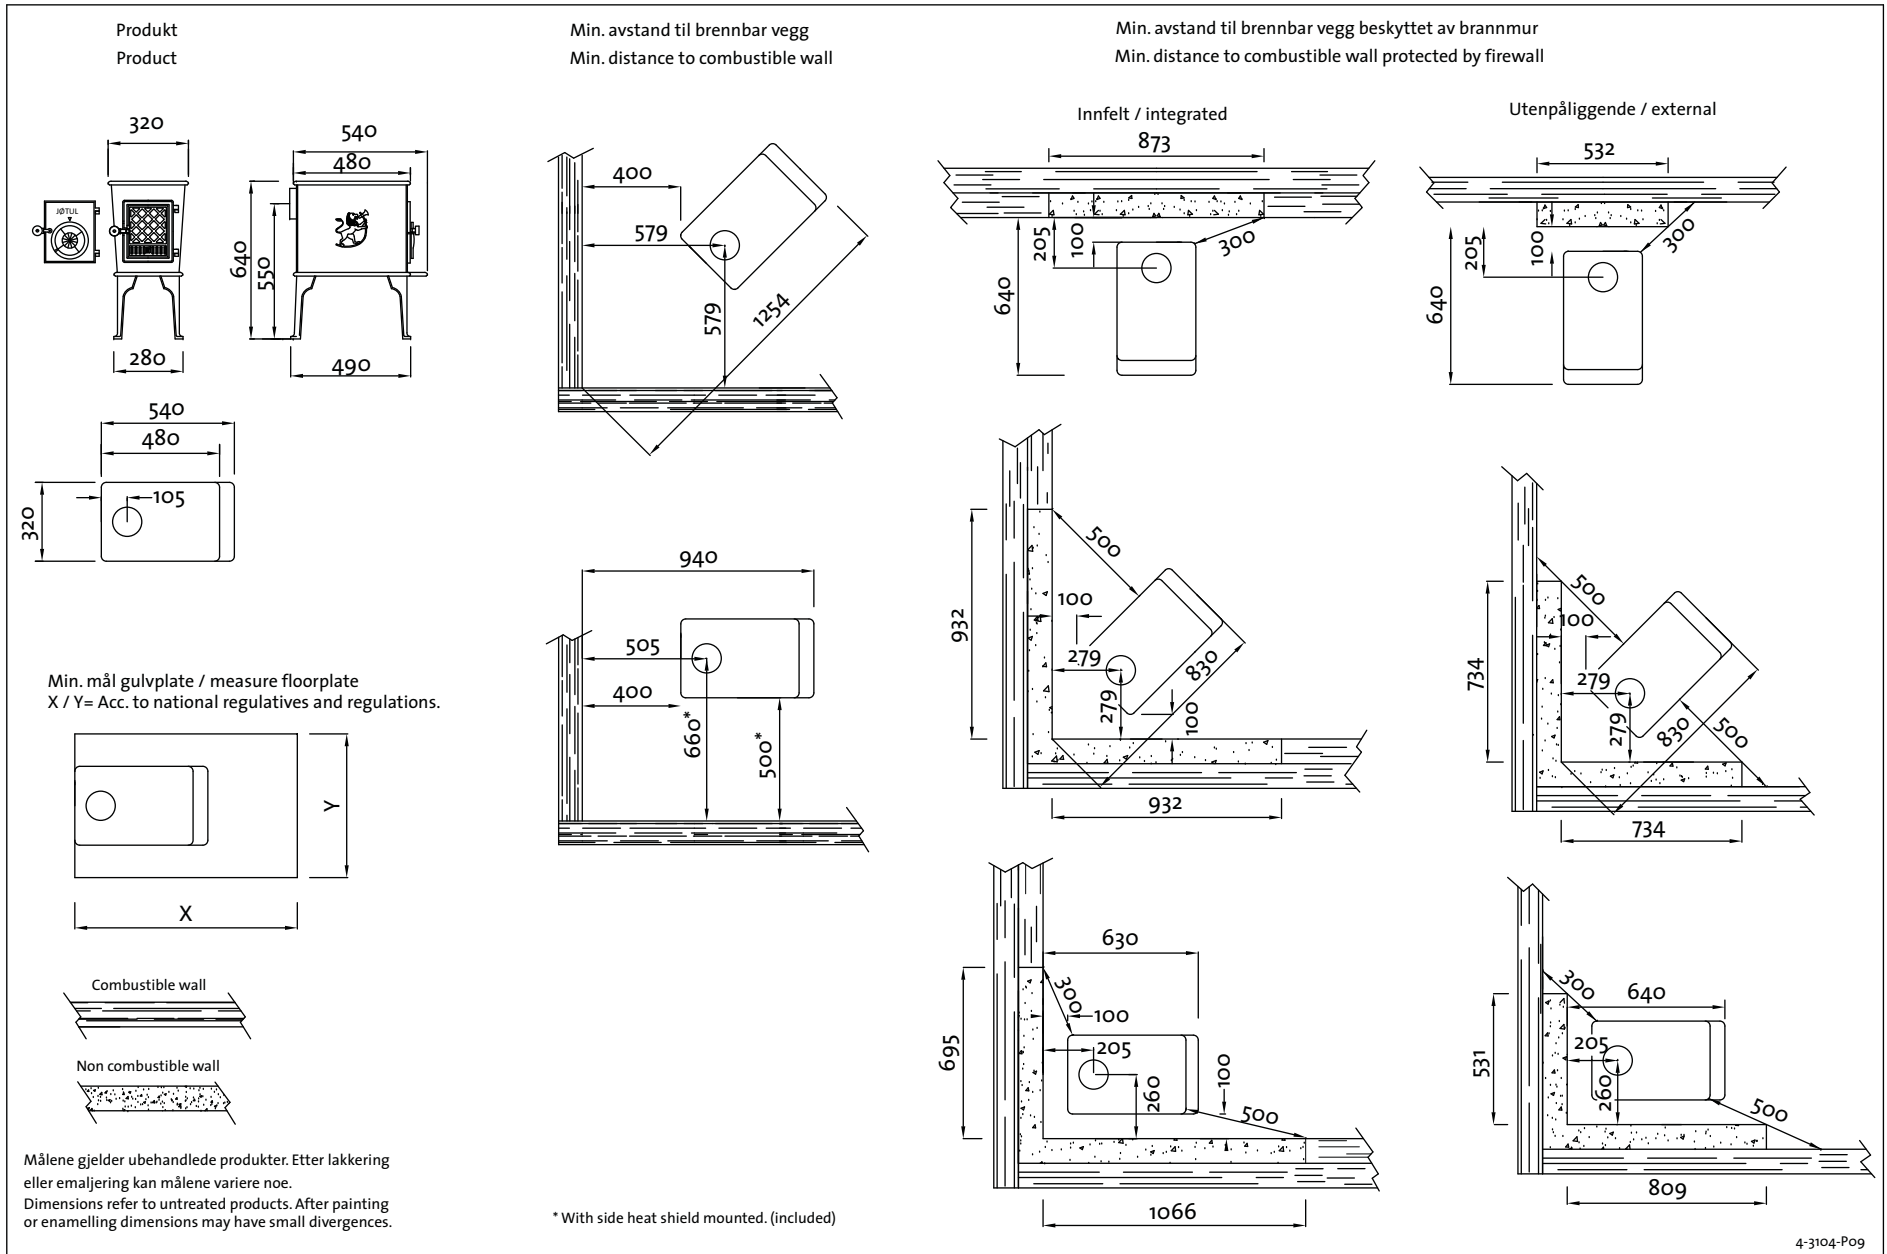 Produkt
Product
Min. avstand til brennbar vegg
Min. distance to combustible wall
Min. avstand til brennbar vegg beskyttet av brannmur
Min. distance to combustible wall protected by firewall
Innfelt / integrated
Utenpåliggende / external
320
540
480
JØTUL
640
550
280
490
540
480
105
320
Min. mål gulvplate / measure floorplate
X / Y= Acc. to national regulatives and regulations.
Y
X
Combustible wall
Non combustible wall
Målene gjelder ubehandlede produkter. Etter lakkering
eller emaljering kan målene variere noe.
Dimensions refer to untreated products. After painting
or enamelling dimensions may have small divergences.
400
579
579
1254
940
505
400
660*
500*
* With side heat shield mounted. (included)
873
205
100
300
640
532
205
100
300
640
500
932
100
279
279
830
100
932
500
100
734
279
279
830
500
734
630
300
100
695
205
260
100
500
1066
300
640
531
205
260
500
809
4-3104-P09